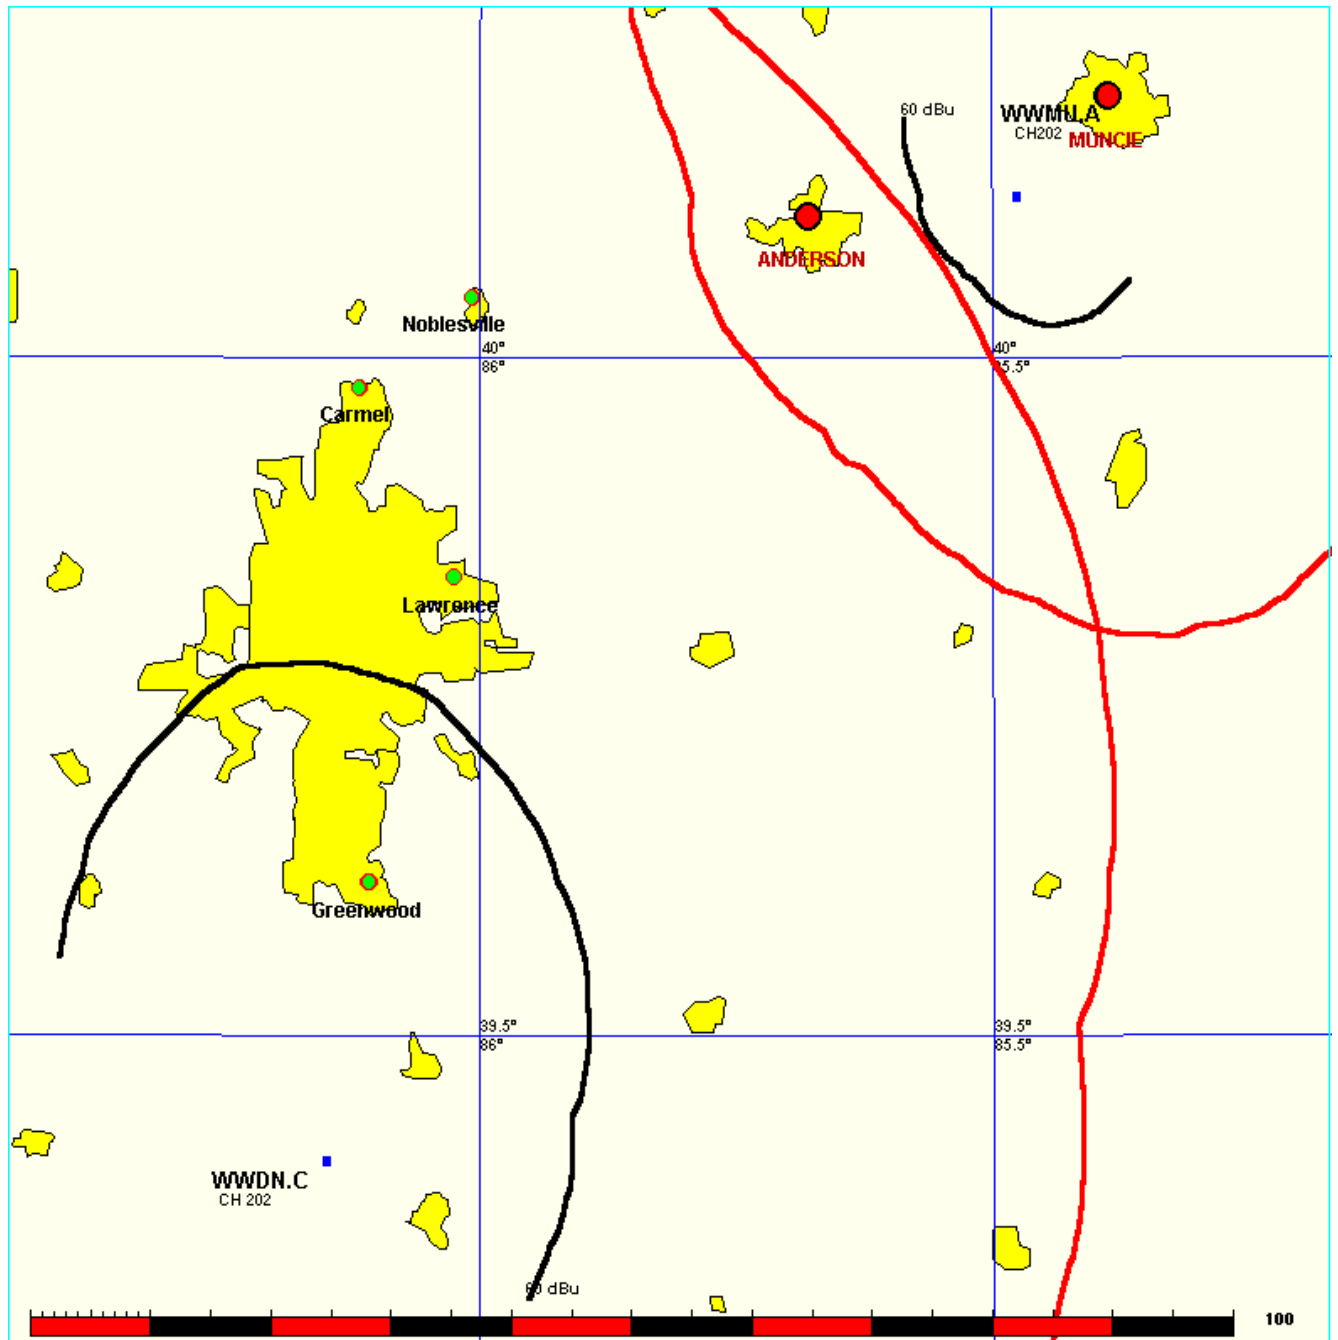 60 dBu
WWMU.A
CH202
MUNCIE
ANDERSON
Noblesville
40°
86°
40°
85.5°
Carmel
Lawrence
Greenwood
39.5°
86°
39.5°
85.5°
WWDN.C
CH 202
60 dBu
100